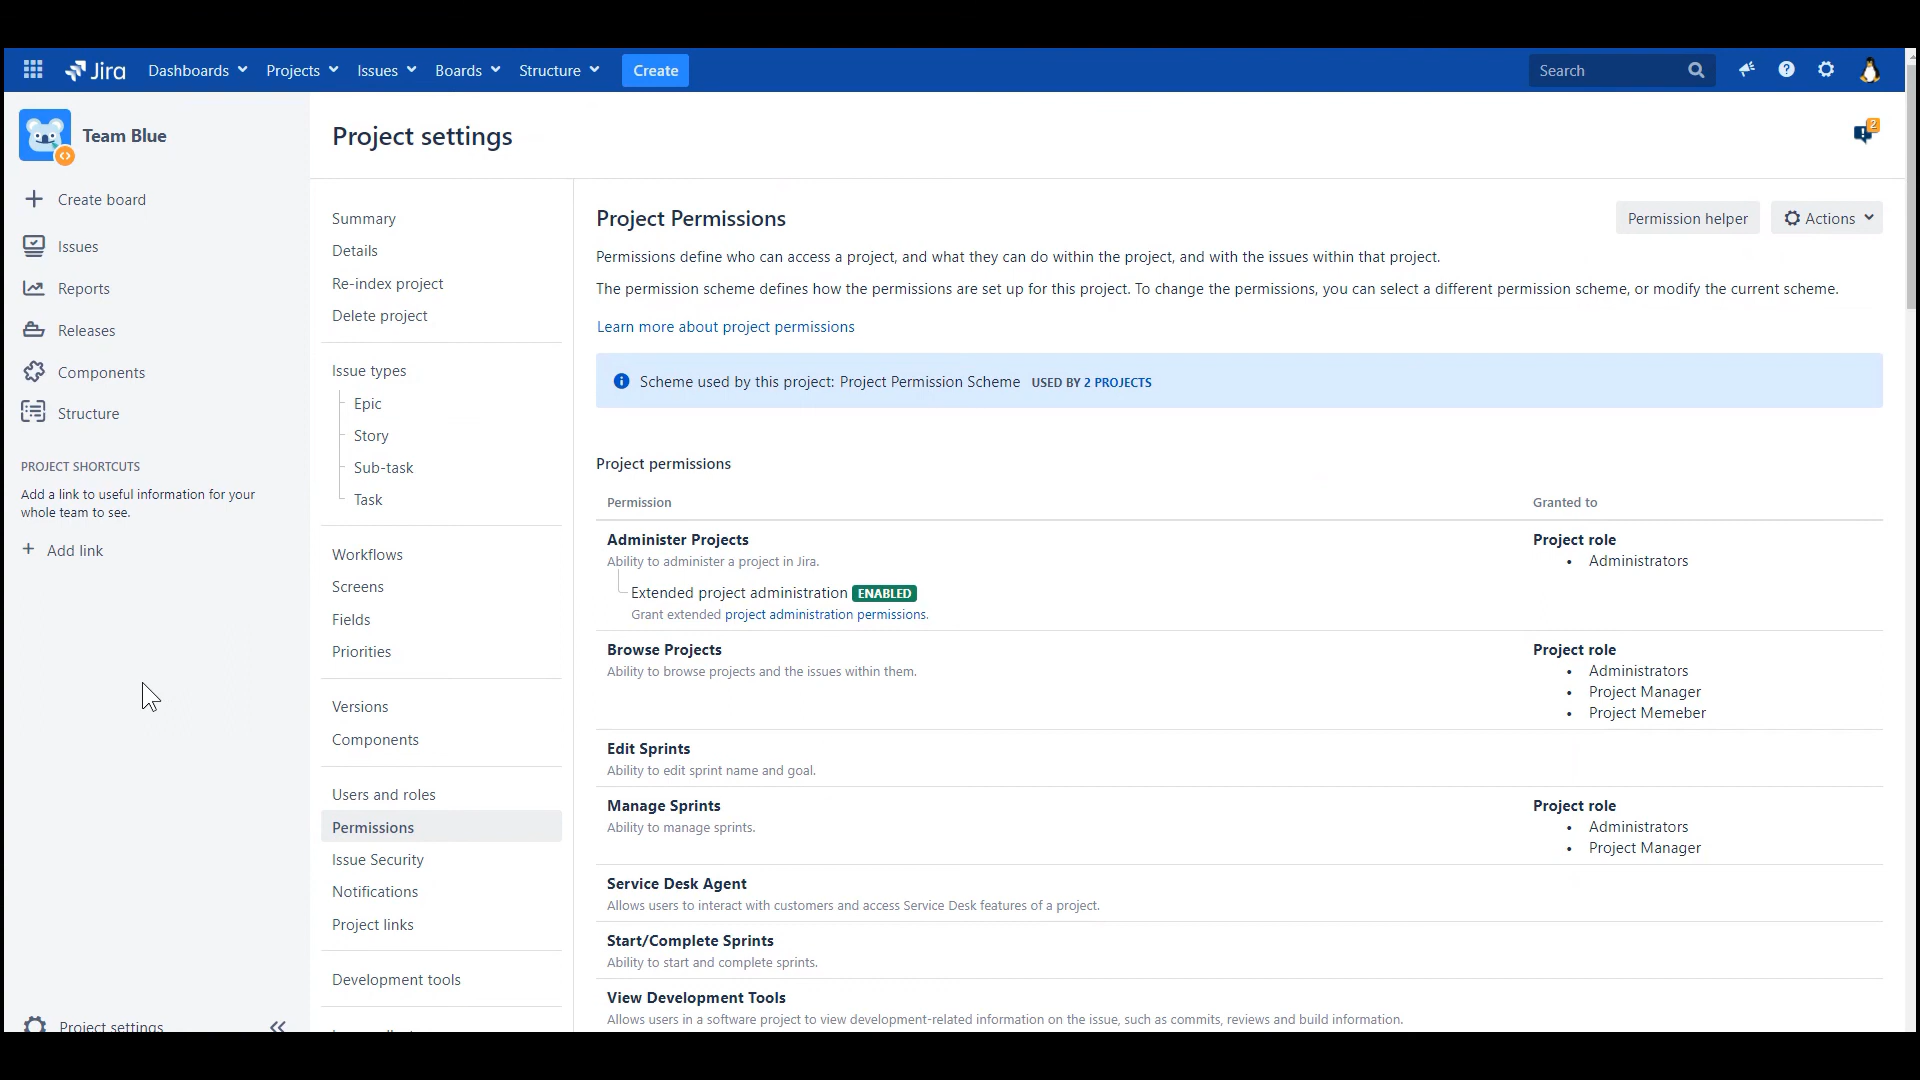 Jira Dashboards Projects Issues Boards Structure Create Search
Team Blue
Create board
Issues
Reports
Releases
Components
Structure
PROJECT SHORTCUTS
Add a link to useful information for your
whole team to see.
Add link
Project settings
Project settings
2
Summary
Details
Re-index project
Delete project
Issue types
Epic
Story
Sub-task
Task
Workflows
Screens
Fields
Priorities
Versions
Components
Users and roles
Permissions
Issue Security
Notifications
Project links
Development tools
Project Permissions
Permission helper Actions
Permissions define who can access a project, and what they can do within the project, and with the issues within that project.
The permission scheme defines how the permissions are set up for this project. To change the permissions, you can select a different permission scheme, or modify the current scheme.
Learn more about project permissions
Scheme used by this project: Project Permission Scheme USED BY 2 PROJECTS
Project permissions
Permission Granted to
Administer Projects Project role
Ability to administer a project in Jira. • Administrators
Extended project administration ENABLED
Grant extended project administration permissions.
Browse Projects Project role
Ability to browse projects and the issues within them. • Administrators
• Project Manager
• Project Memeber
Edit Sprints
Ability to edit sprint name and goal.
Manage Sprints Project role
Ability to manage sprints. • Administrators
• Project Manager
Service Desk Agent
Allows users to interact with customers and access Service Desk features of a project.
Start/Complete Sprints
Ability to start and complete sprints.
View Development Tools
Allows users in a software project to view development-related information on the issue, such as commits, reviews and build information.